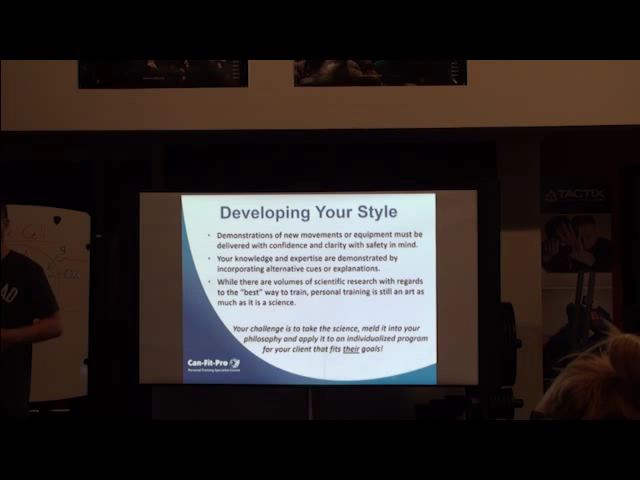 TACTIX
Developing Your Style
• Demonstrations of new movements or equipment must be
delivered with confidence and clarity with safety in mind.
• Your knowledge and expertise are demonstrated by
incorporating alternative cues or explanations.
• While there are volumes of scientific research with regards
to the "best" way to train, personal training is still an art as
much as it is a science.
Your challenge is to take the science, meld it into your
philosophy and apply it to an individualized program
for your client that fits their goals!
Can-Fit-Pro
Personal Training Specialist Course